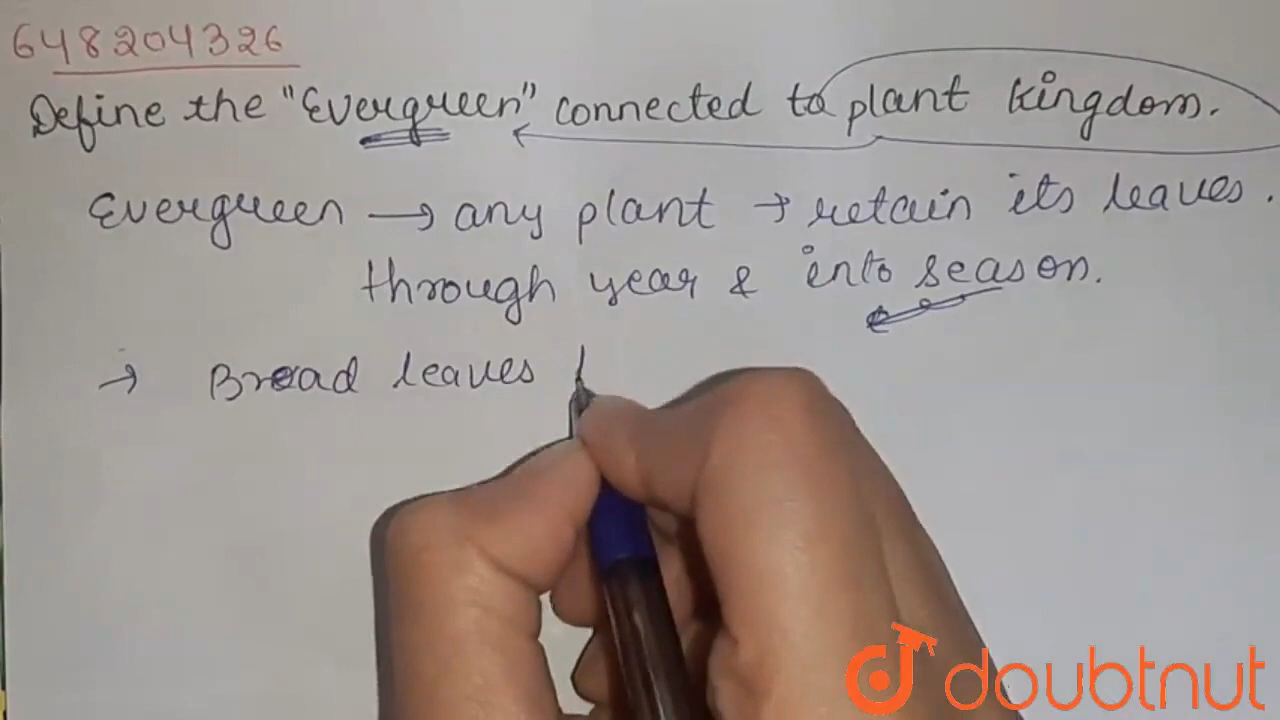 648204326
Define the "Evergreen" connected to plant kingdom.
Evergreen → any plant → retain its leaves.
through year & into season.
→ Broad leaves
doubtnut